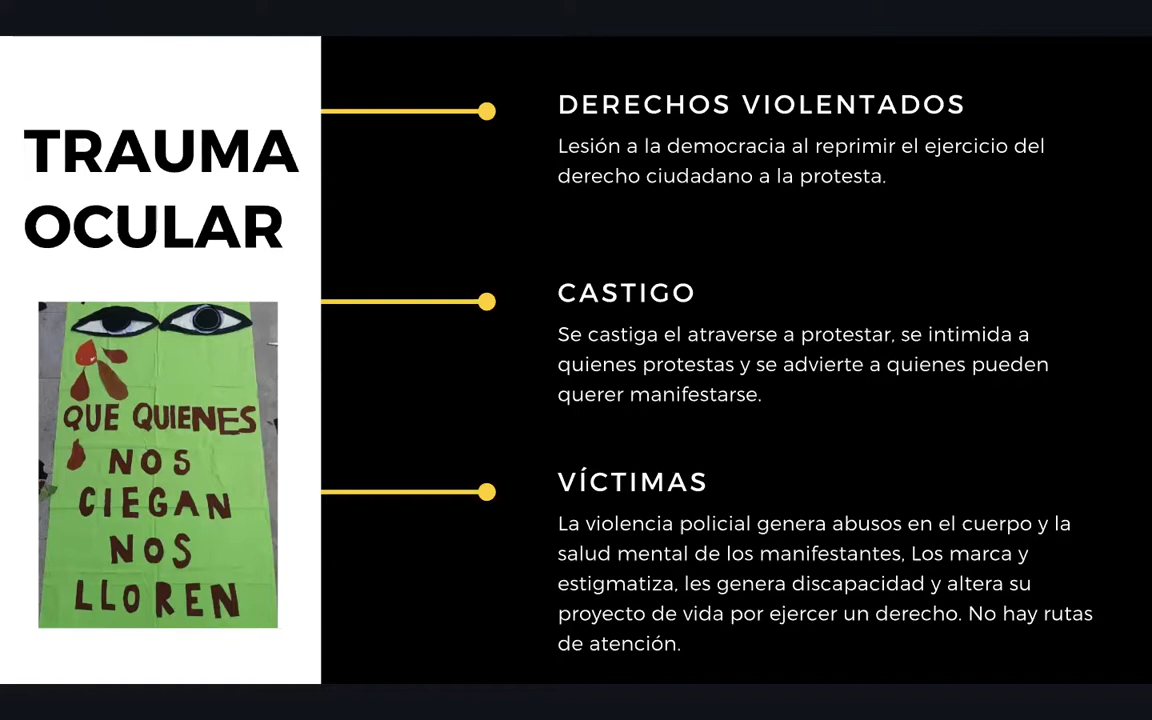 TRAUMA
OCULAR
QUE QUIENES
NOS
CIEGAN
NOS
LLOREN
DERECHOS VIOLENTADOS
Lesión a la democracia al reprimir el ejercicio del
derecho ciudadano a la protesta.
CASTIGO
Se castiga el atraverse a protestar, se intimida a
quienes protestas y se advierte a quienes pueden
querer manifestarse.
VÍCTIMAS
La violencia policial genera abusos en el cuerpo y la
salud mental de los manifestantes, Los marca y
estigmatiza, les genera discapacidad y altera su
proyecto de vida por ejercer un derecho. No hay rutas
de atención.